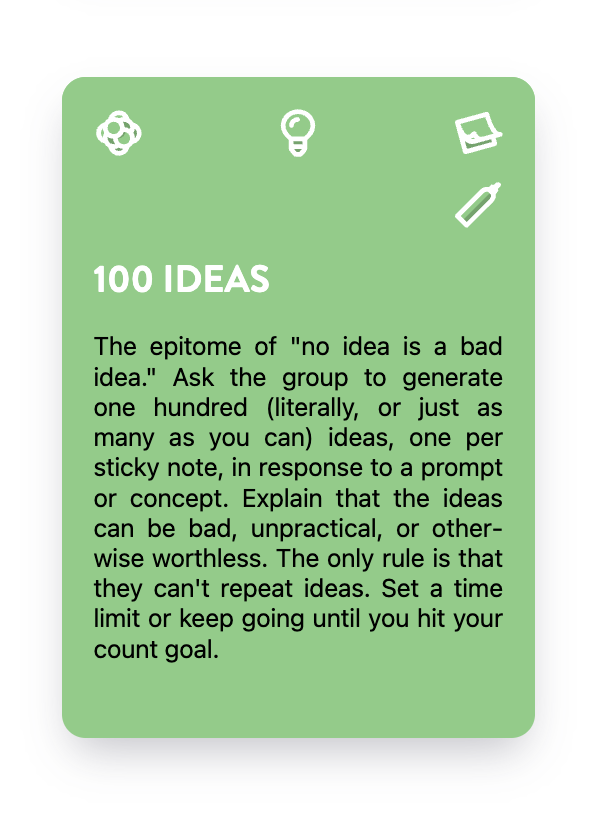 100 IDEAS
The epitome of "no idea is a bad
idea." Ask the group to generate
one hundred (literally, or just as
many as you can) ideas, one per
sticky note, in response to a prompt
or concept. Explain that the ideas
can be bad, unpractical, or other-
wise worthless. The only rule is that
they can't repeat ideas. Set a time
limit or keep going until you hit your
count goal.